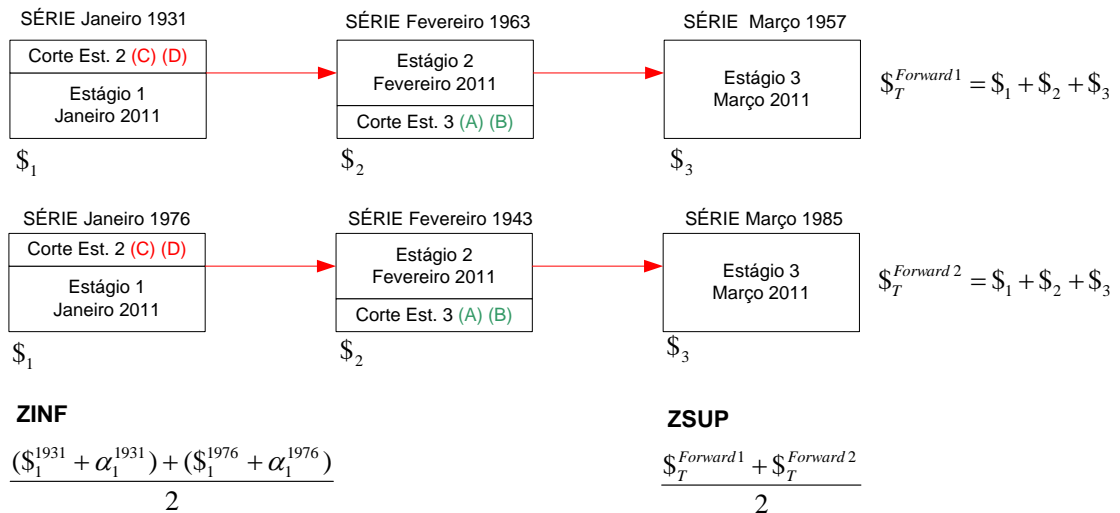 SÉRIE Janeiro 1931
SÉRIE Fevereiro 1963
SÉRIE Março 1957
Corte Est. 2 (C) (D)
Estágio 1
Janeiro 2011
Estágio 2
Fevereiro 2011
Corte Est. 3 (A) (B)
Estágio 3
Março 2011
$_T^{Forward1} = $_1 + $_2 + $_3
$_1
$_2
$_3
SÉRIE Janeiro 1976
SÉRIE Fevereiro 1943
SÉRIE Março 1985
Corte Est. 2 (C) (D)
Estágio 1
Janeiro 2011
Estágio 2
Fevereiro 2011
Corte Est. 3 (A) (B)
Estágio 3
Março 2011
$_T^{Forward 2} = $_1 + $_2 + $_3
$_1
$_2
$_3
ZINF
($_1^{1931} + α_1^{1931}) + ($_1^{1976} + α_1^{1976})
2
ZSUP
$_T^{Forward1} + $_T^{Forward 2}
2